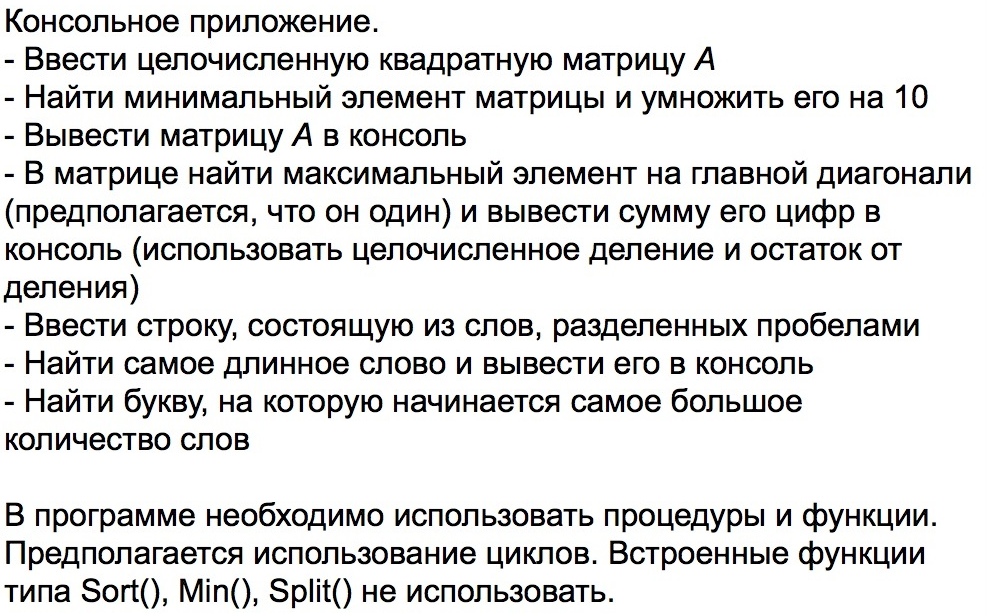 Консольное приложение.
- Ввести целочисленную квадратную матрицу A
- Найти минимальный элемент матрицы и умножить его на 10
- Вывести матрицу A в консоль
- В матрице найти максимальный элемент на главной диагонали
(предполагается, что он один) и вывести сумму его цифр в
консоль (использовать целочисленное деление и остаток от
деления)
- Ввести строку, состоящую из слов, разделенных пробелами
- Найти самое длинное слово и вывести его в консоль
- Найти букву, на которую начинается самое большое
количество слов
В программе необходимо использовать процедуры и функции.
Предполагается использование циклов. Встроенные функции
типа Sort(), Min(), Split() не использовать.